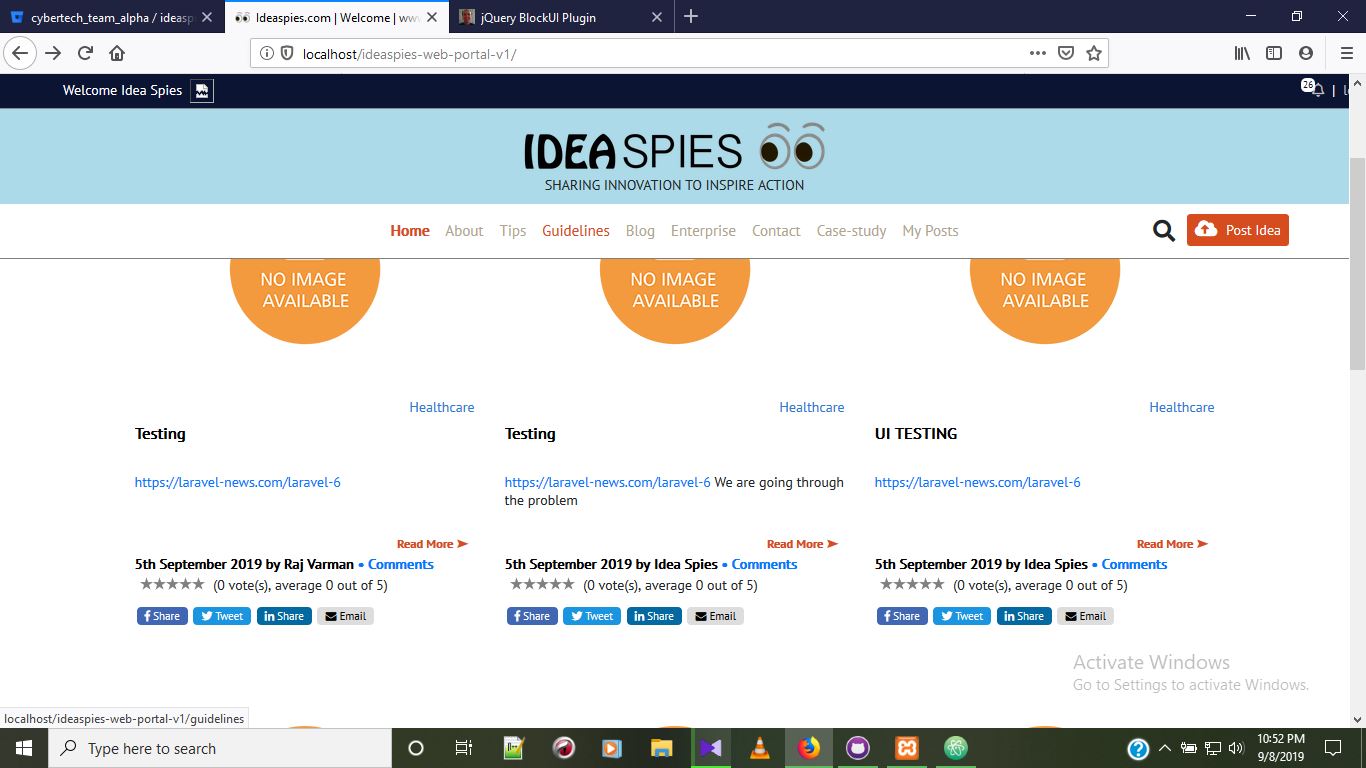 cybertech_team_alpha / ideasp
Ideaspies.com | Welcome | ww
jQuery BlockUI Plugin
localhost/ideaspies-web-portal-v1/
Welcome Idea Spies
26
|
IDEA SPIES
SHARING INNOVATION TO INSPIRE ACTION
Home About Tips Guidelines Blog Enterprise Contact Case-study My Posts
Post Idea
NO IMAGE AVAILABLE
NO IMAGE AVAILABLE
NO IMAGE AVAILABLE
Healthcare
Testing
https://laravel-news.com/laravel-6
Read More ➤
5th September 2019 by Raj Varman • Comments
★★★★★ (0 vote(s), average 0 out of 5)
Share Tweet Share Email
Healthcare
Testing
https://laravel-news.com/laravel-6 We are going through
the problem
Read More ➤
5th September 2019 by Idea Spies • Comments
★★★★★ (0 vote(s), average 0 out of 5)
Share Tweet Share Email
Healthcare
UI TESTING
https://laravel-news.com/laravel-6
Read More ➤
5th September 2019 by Idea Spies • Comments
★★★★★ (0 vote(s), average 0 out of 5)
Share Tweet Share Email
Activate Windows
Go to Settings to activate Windows.
localhost/ideaspies-web-portal-v1/guidelines
Type here to search
10:52 PM
9/8/2019